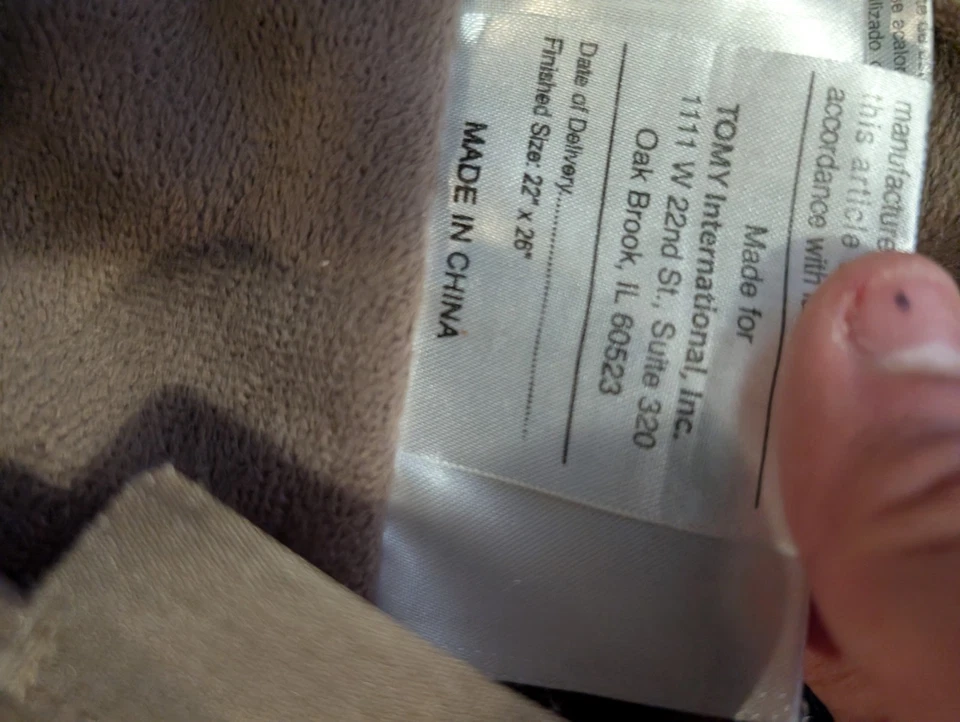 manufacture
this article
accordance with
Made for
TOMY International, Inc.
1111 W 22nd St., Suite 320
Oak Brook, IL 60523
Date of Delivery..............................
Finished Size: 22" x 26"
MADE IN CHINA